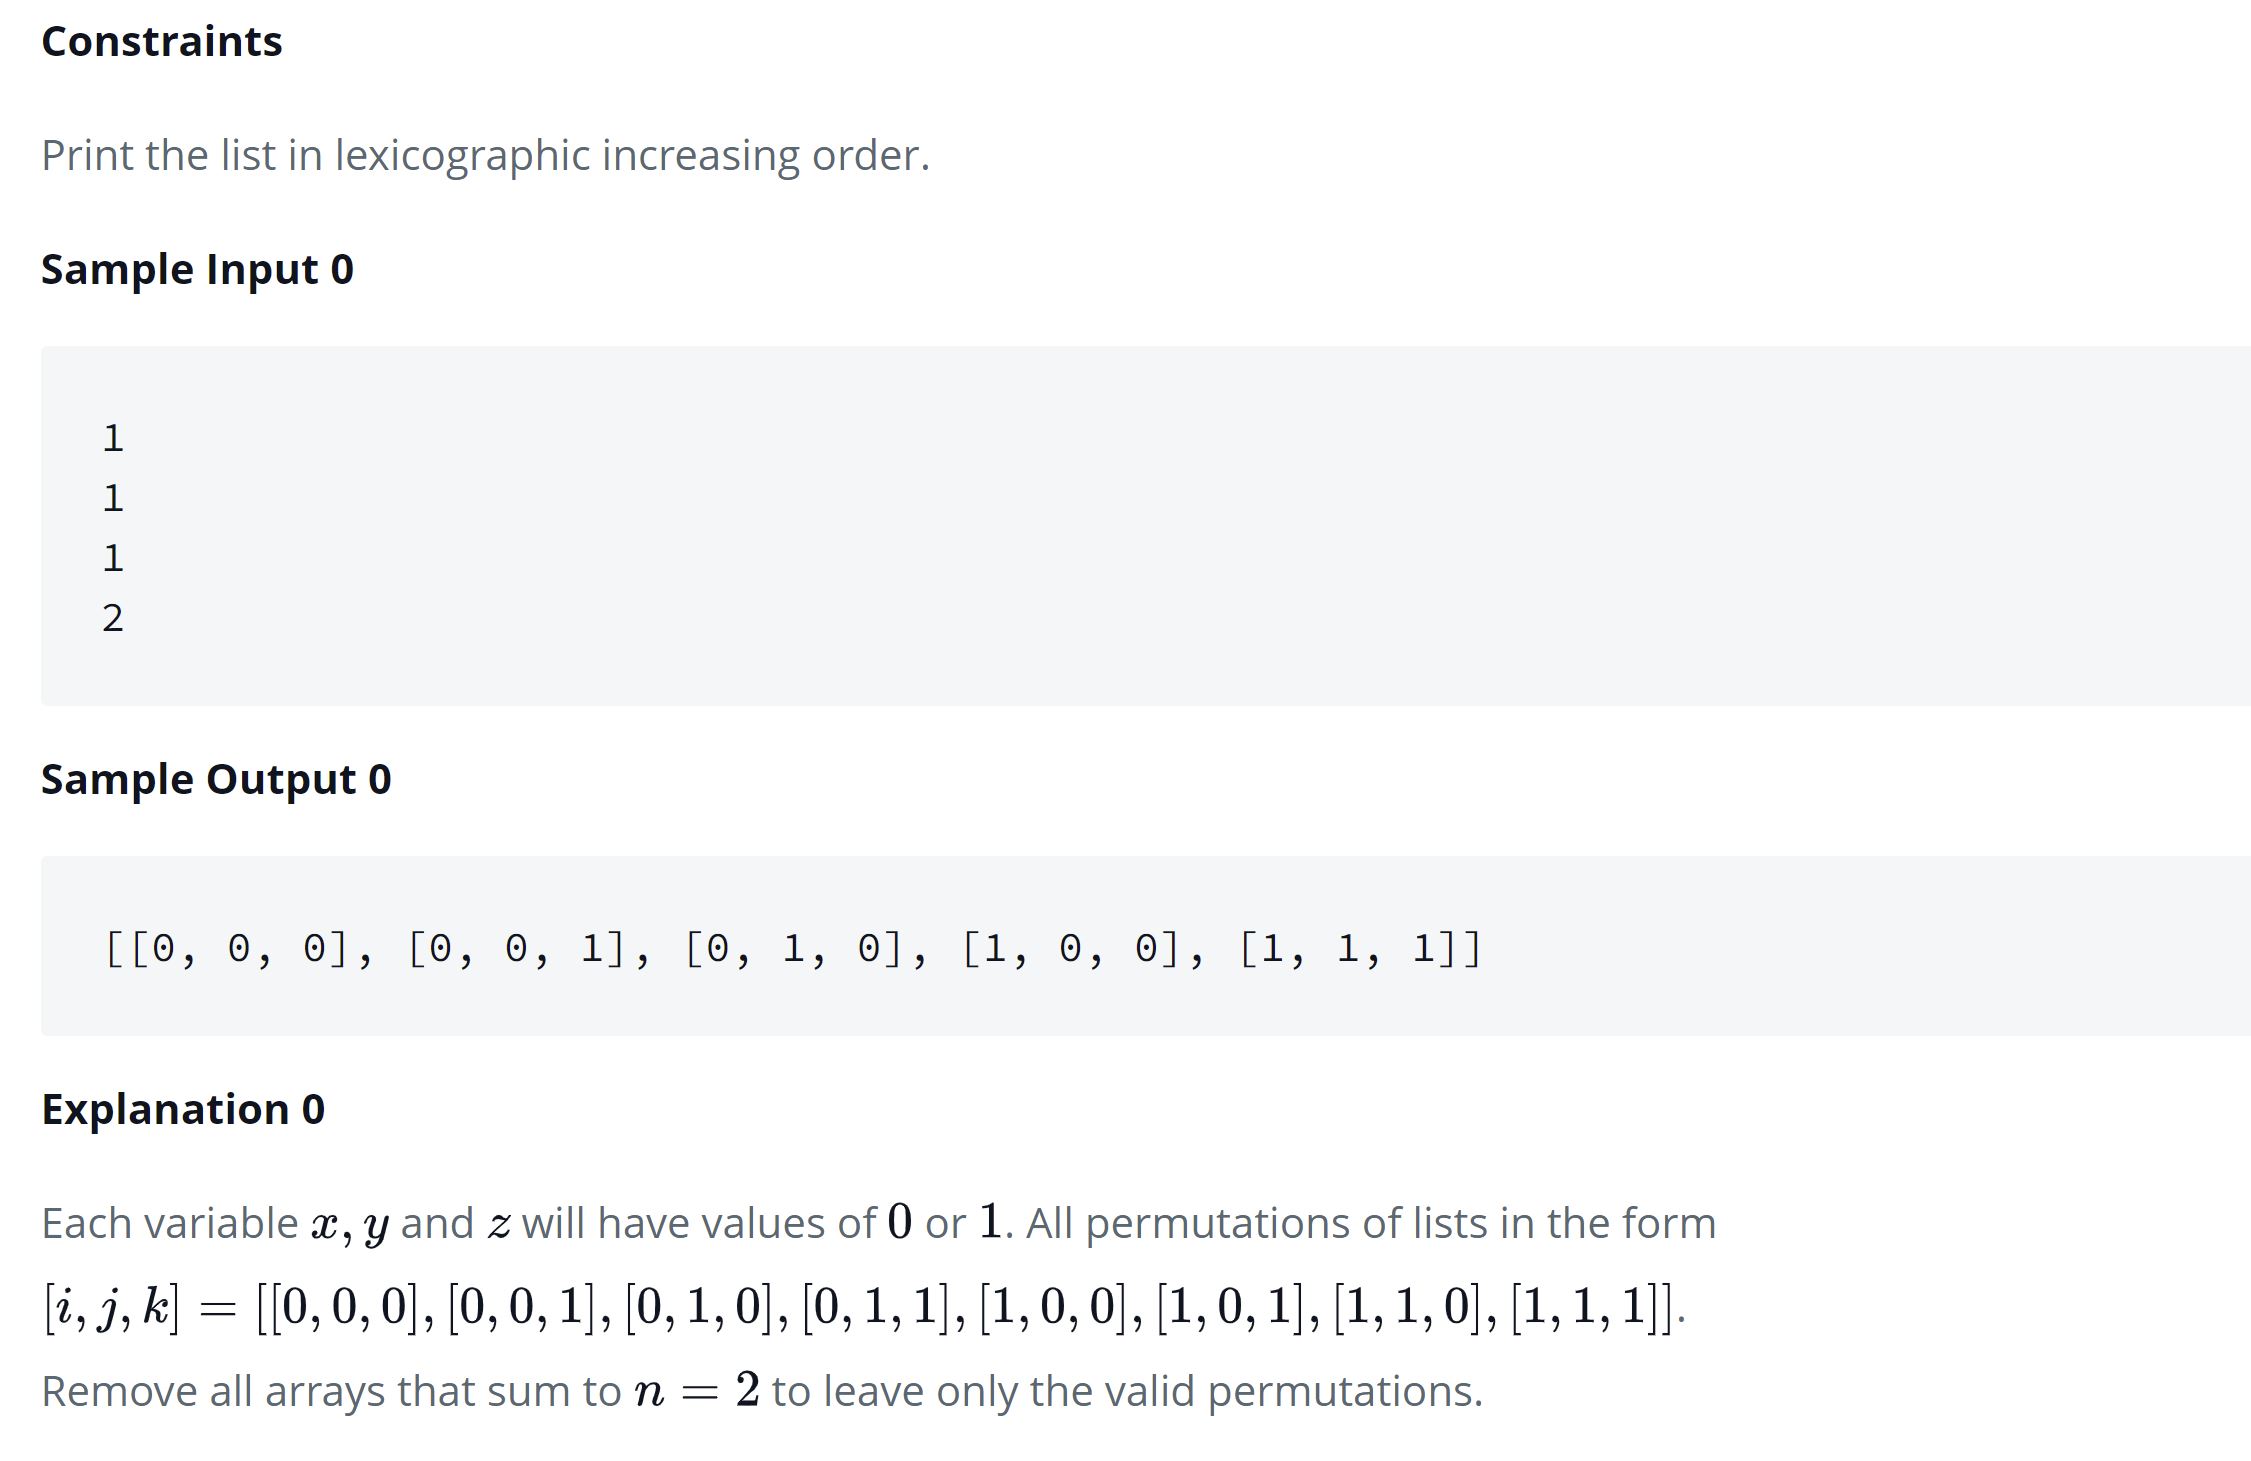 Constraints
Print the list in lexicographic increasing order.
Sample Input 0
1
1
1
2
Sample Output 0
[[0, 0, 0], [0, 0, 1], [0, 1, 0], [1, 0, 0], [1, 1, 1]]
Explanation 0
Each variable x, y and z will have values of 0 or 1. All permutations of lists in the form
[i, j, k] = [[0, 0, 0], [0, 0, 1], [0, 1, 0], [0, 1, 1], [1, 0, 0], [1, 0, 1], [1, 1, 0], [1, 1, 1]].
Remove all arrays that sum to n = 2 to leave only the valid permutations.